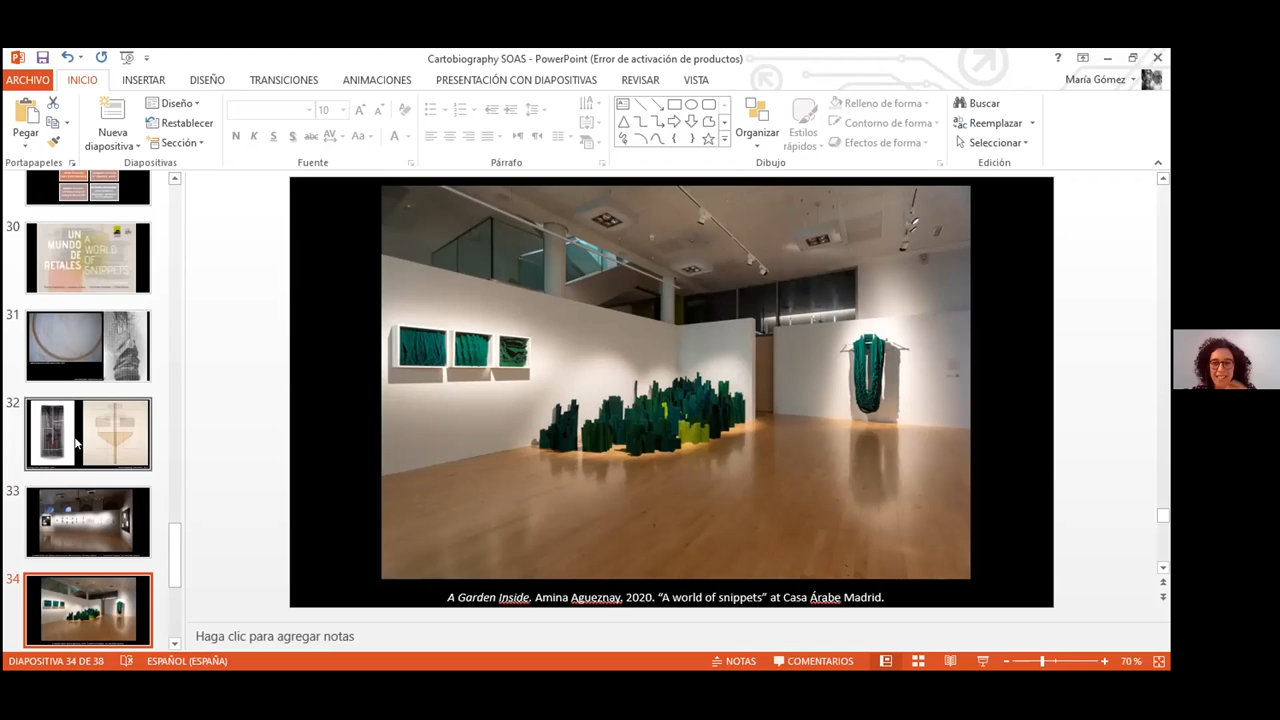 Cartobiography SOAS - PowerPoint (Error de activación de productos)
ARCHIVO INICIO INSERTAR DISEÑO TRANSICIONES ANIMACIONES PRESENTACIÓN CON DIAPOSITIVAS REVISAR VISTA María Gómez
Pegar
Nueva diapositiva
Diseño
Restablecer
Sección
10
N K S S abc AV Aa A
Organizar
Estilos rápidos
Relleno de forma
Contorno de forma
Efectos de forma
Buscar
Reemplazar
Seleccionar
Portapapeles Diapositivas Fuente Párrafo Dibujo Edición
30
UN MUNDO DE RETALES
A WORLD OF SNIPPETS
31
32
33
34
A Garden Inside. Amina Agueznay, 2020. “A world of snippets” at Casa Árabe Madrid.
Haga clic para agregar notas
DIAPOSITIVA 34 DE 38 ESPAÑOL (ESPAÑA) NOTAS COMENTARIOS 70 %